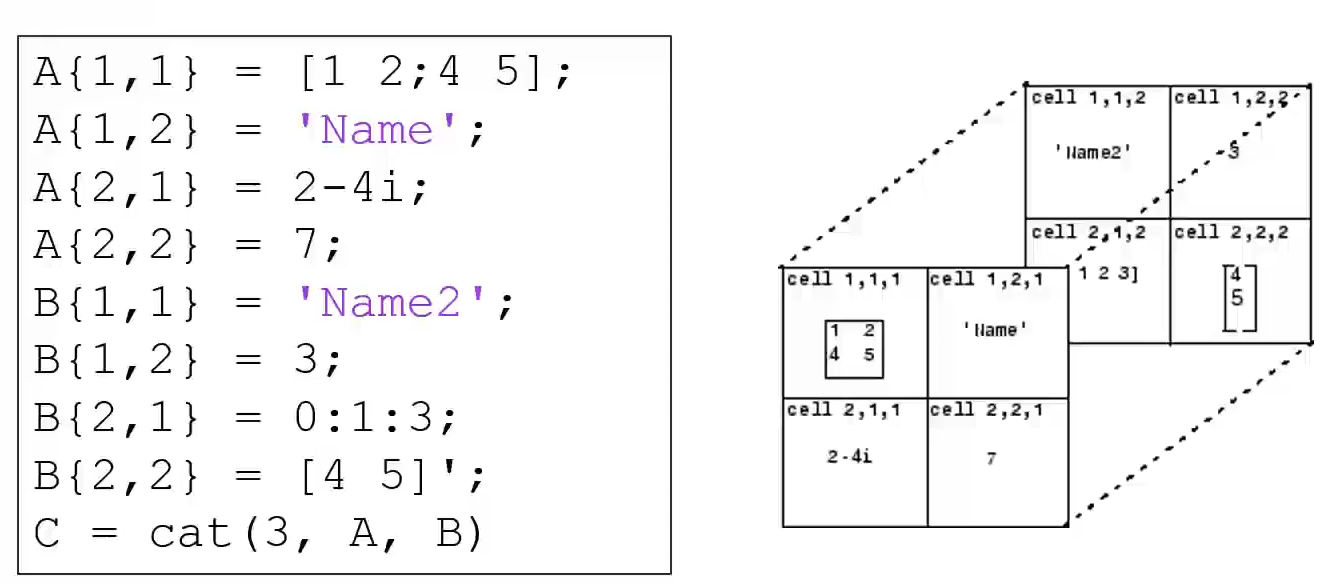 A{1,1} = [1 2;4 5];
A{1,2} = 'Name';
A{2,1} = 2-4i;
A{2,2} = 7;
B{1,1} = 'Name2';
B{1,2} = 3;
B{2,1} = 0:1:3;
B{2,2} = [4 5]';
C = cat(3, A, B)
cell 1,1,2 cell 1,2,2
'Name2' 3
cell 2,1,2 cell 2,2,2
1 2 3] 4
5
cell 1,1,1 cell 1,2,1
1 2 'Name'
4 5
cell 2,1,1 cell 2,2,1
2-4i 7